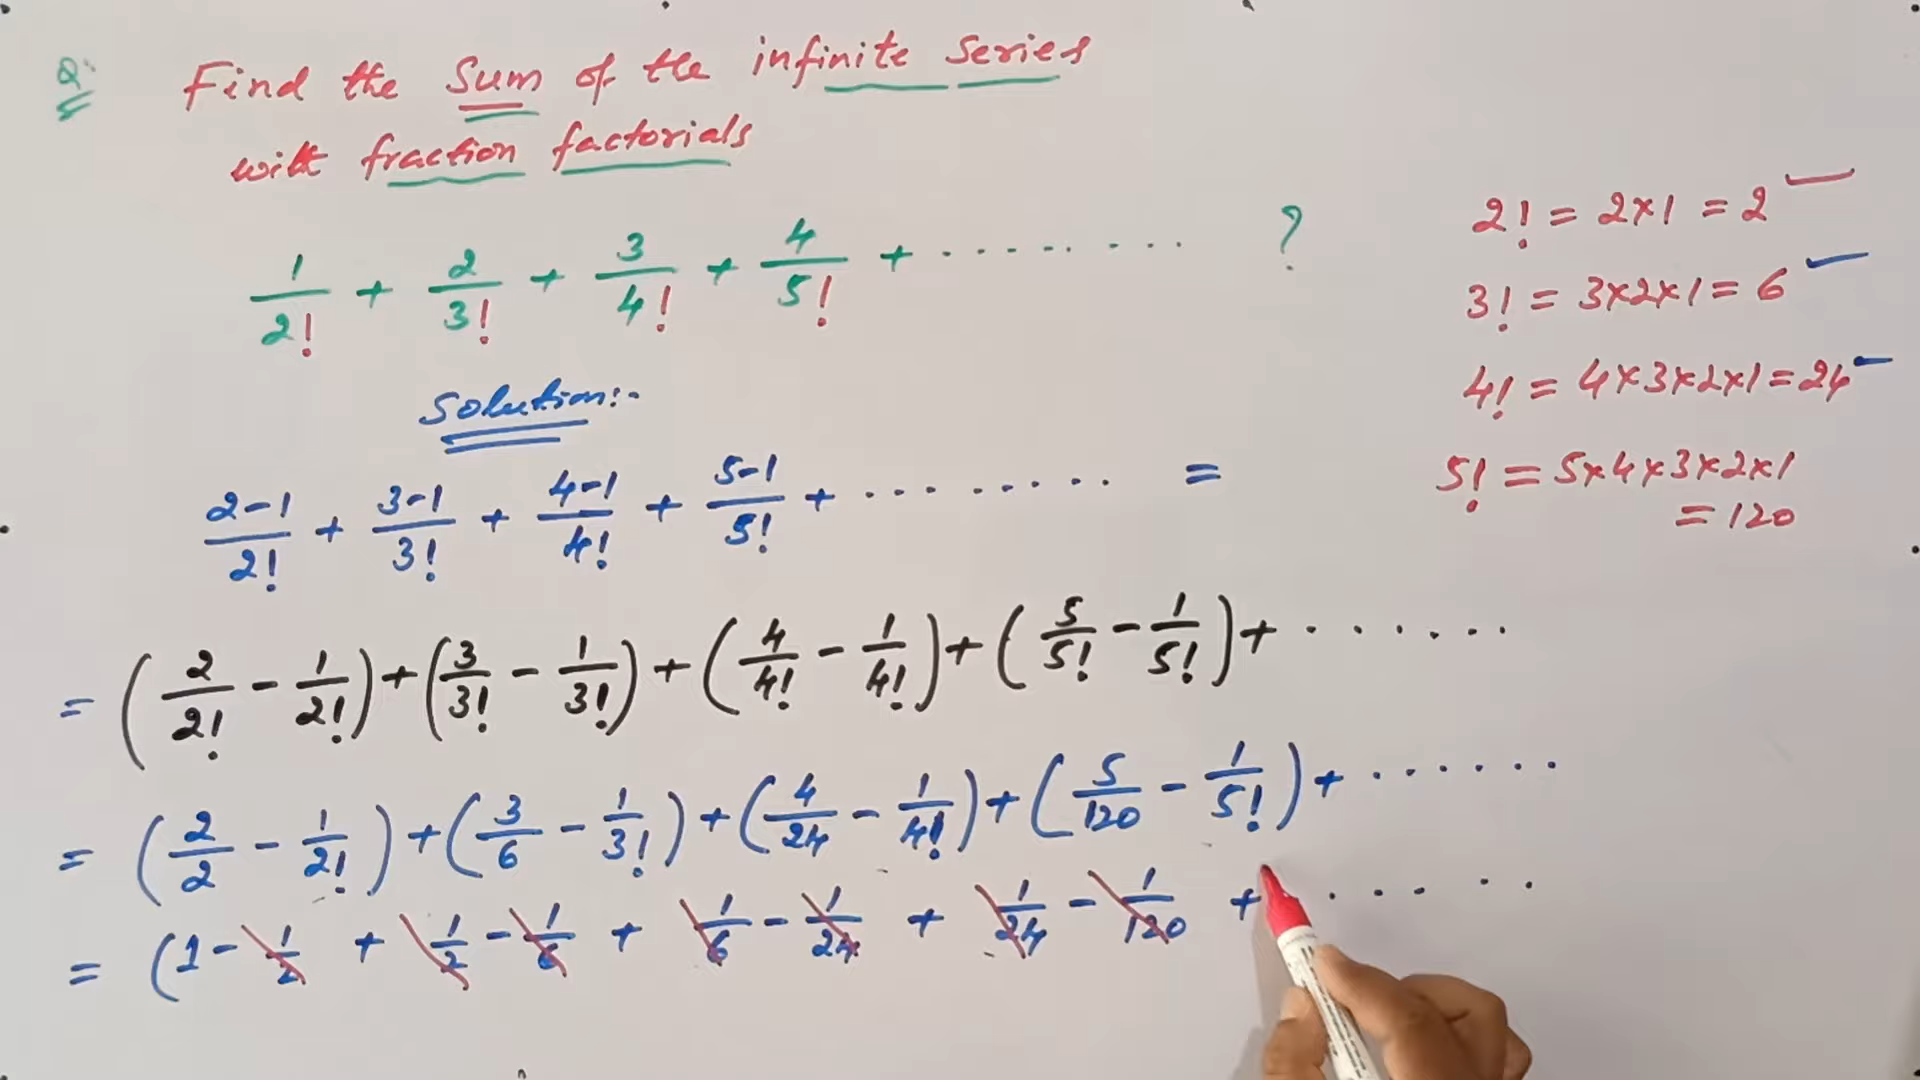 Q: Find the Sum of the infinite series
with fraction factorials
1/2! + 2/3! + 3/4! + 4/5! + ......... ?
Solution:-
(2-1)/2! + (3-1)/3! + (4-1)/4! + (5-1)/5! + ......... =
= (2/2! - 1/2!) + (3/3! - 1/3!) + (4/4! - 1/4!) + (5/5! - 1/5!) + ......
= (2/2 - 1/2!) + (3/6 - 1/3!) + (4/24 - 1/4!) + (5/120 - 1/5!) + ......
= (1 - 1/2 + 1/2 - 1/6 + 1/6 - 1/24 + 1/24 - 1/120 + .....
2! = 2×1 = 2
3! = 3×2×1 = 6
4! = 4×3×2×1 = 24
5! = 5×4×3×2×1
= 120